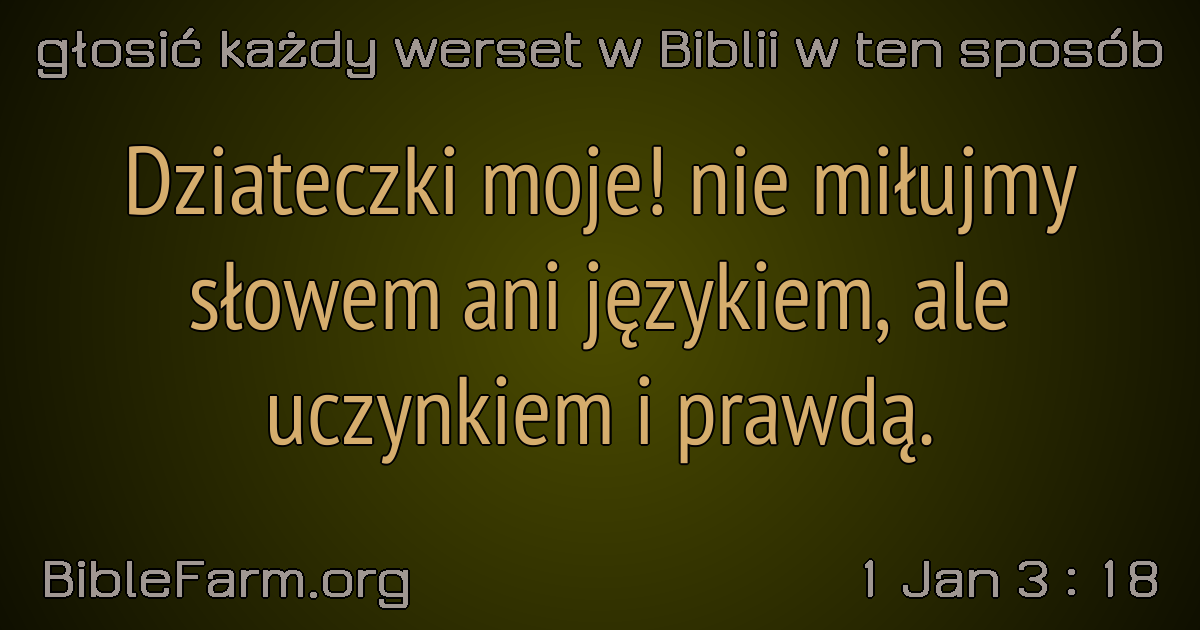 głosić każdy werset w Biblii w ten sposób
Dziateczki moje! nie miłujmy
słowem ani językiem, ale
uczynkiem i prawdą.
BibleFarm.org
1 Jan 3 : 18